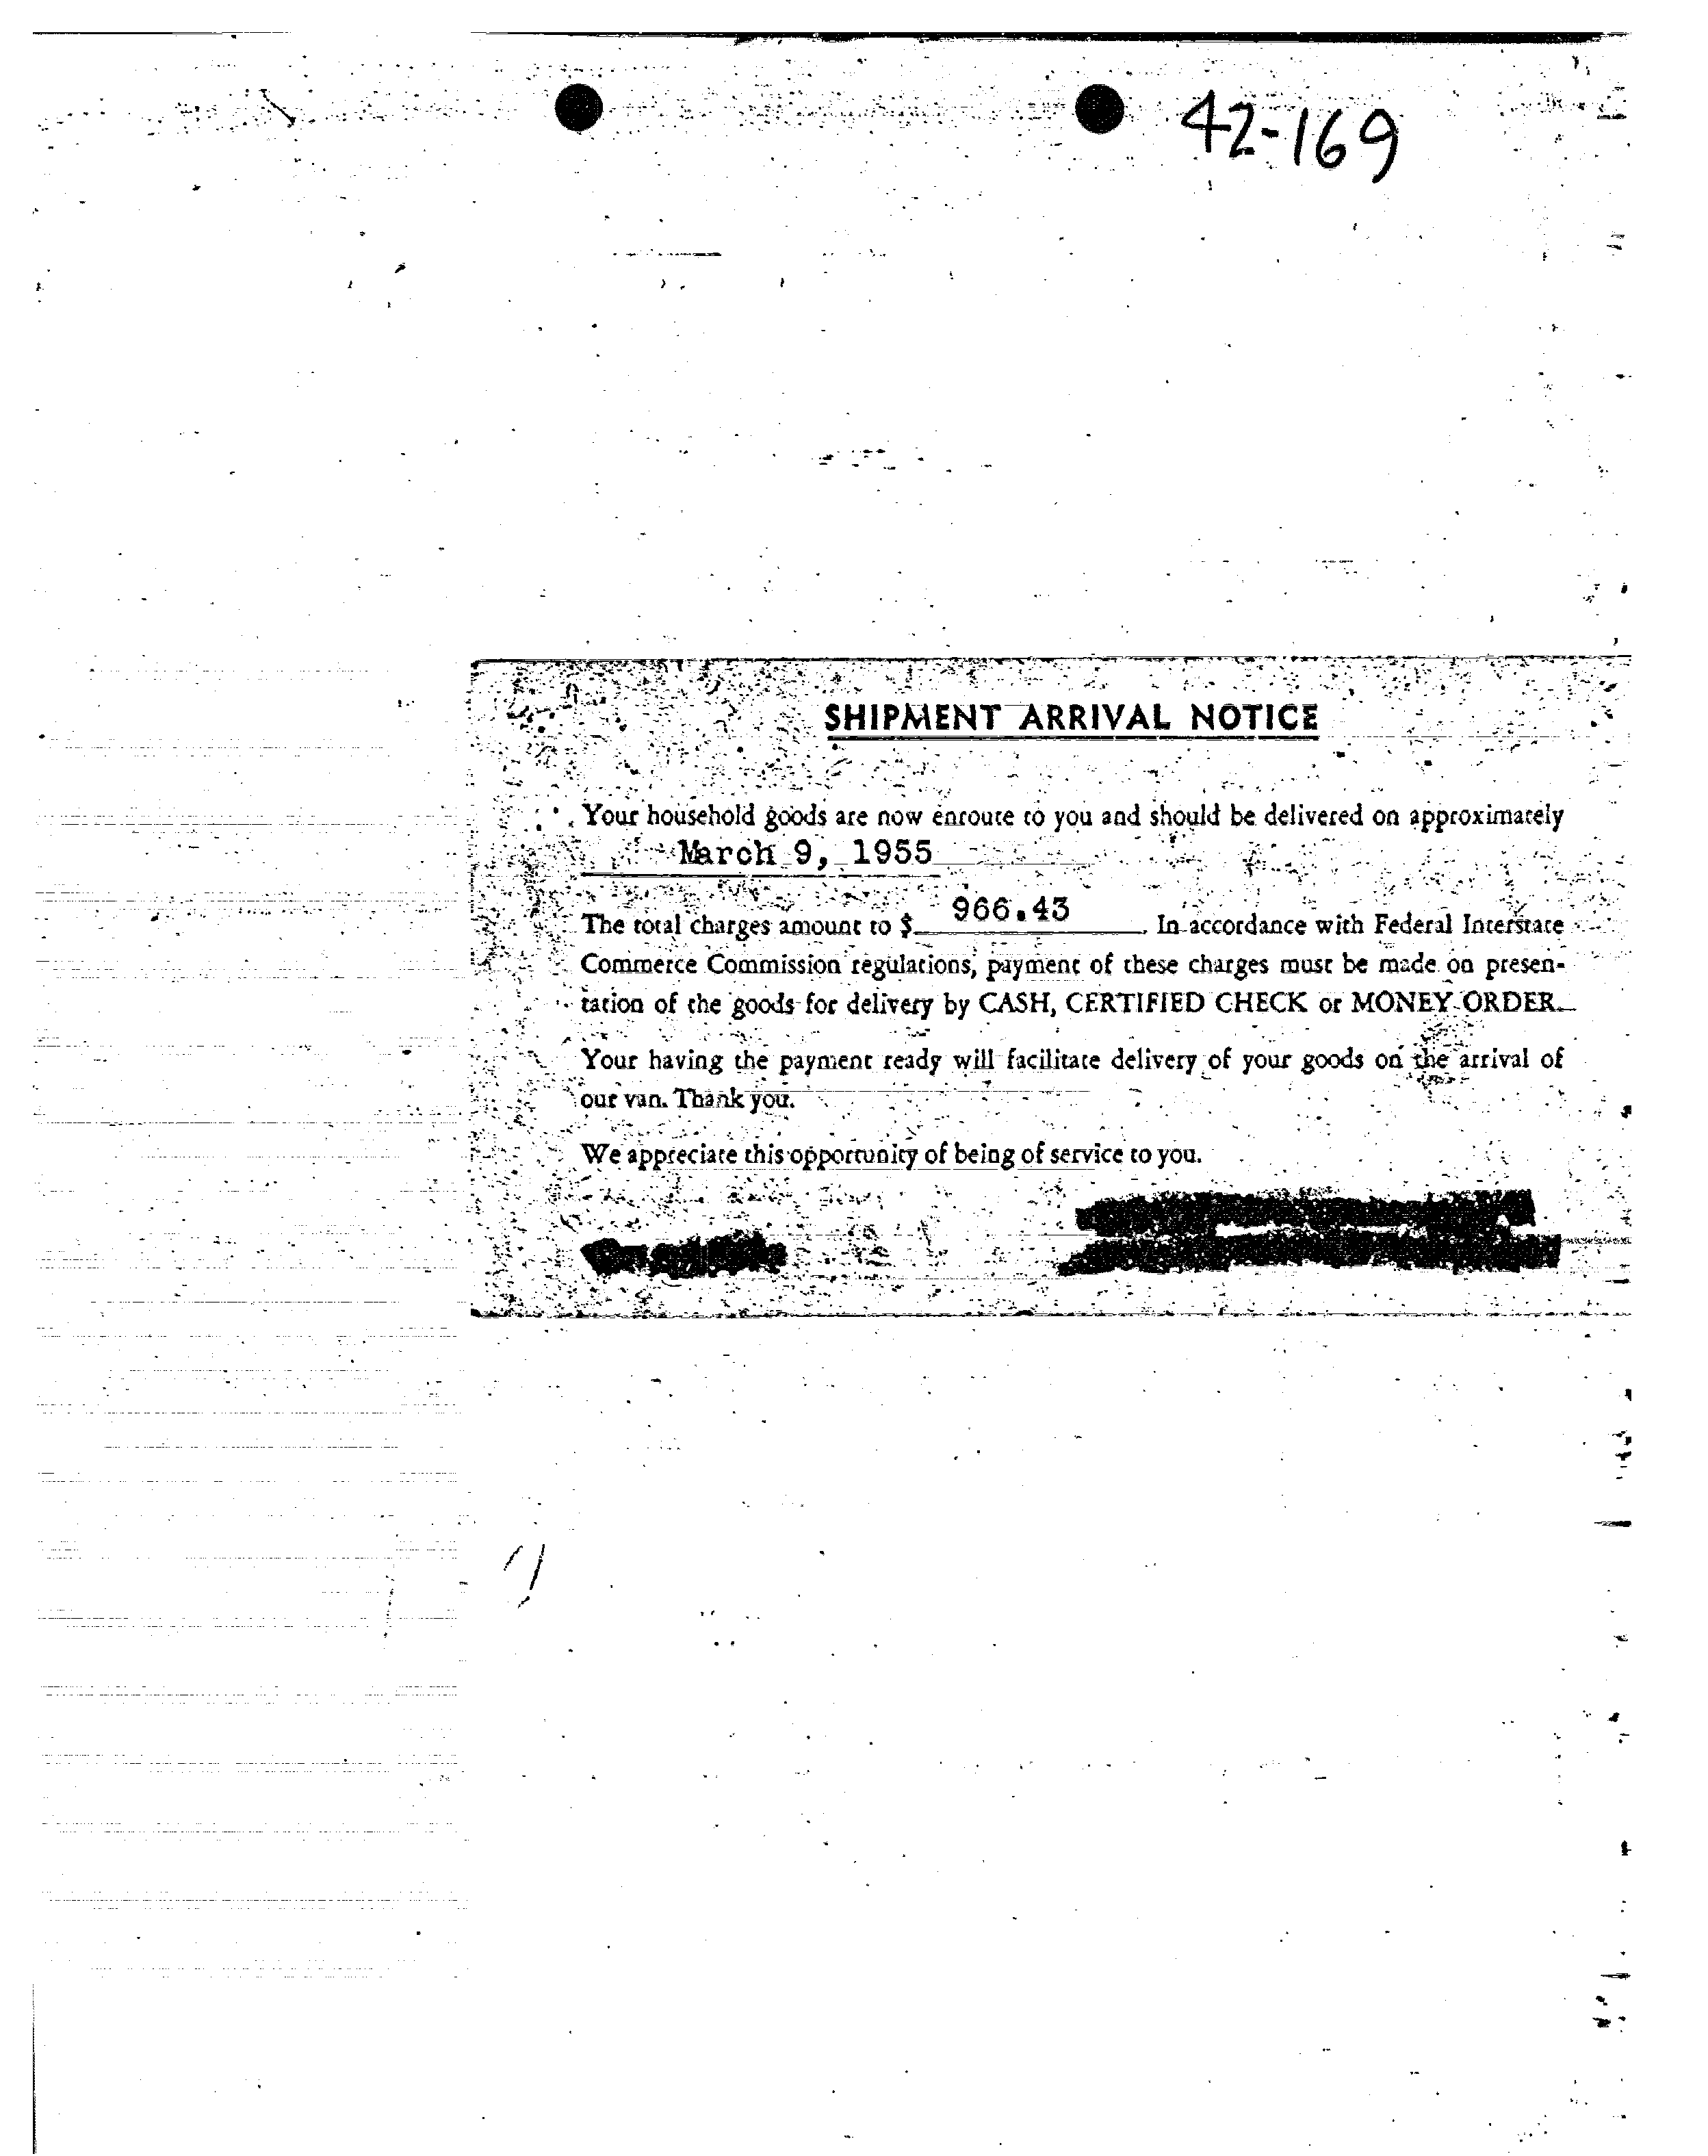 42-169
SHIPMENT ARRIVAL NOTICE
Your household goods are now enroute to you and should be delivered on approximately
March 9, 1955
The total charges amount to $ 966.43. In accordance with Federal Interstate
Commerce Commission regulations, payment of these charges must be made on presen-
tation of the goods for delivery by CASH, CERTIFIED CHECK or MONEY ORDER.
Your having the payment ready will facilitate delivery of your goods on the arrival of
our van. Thank you.
We appreciate this opportunity of being of service to you.